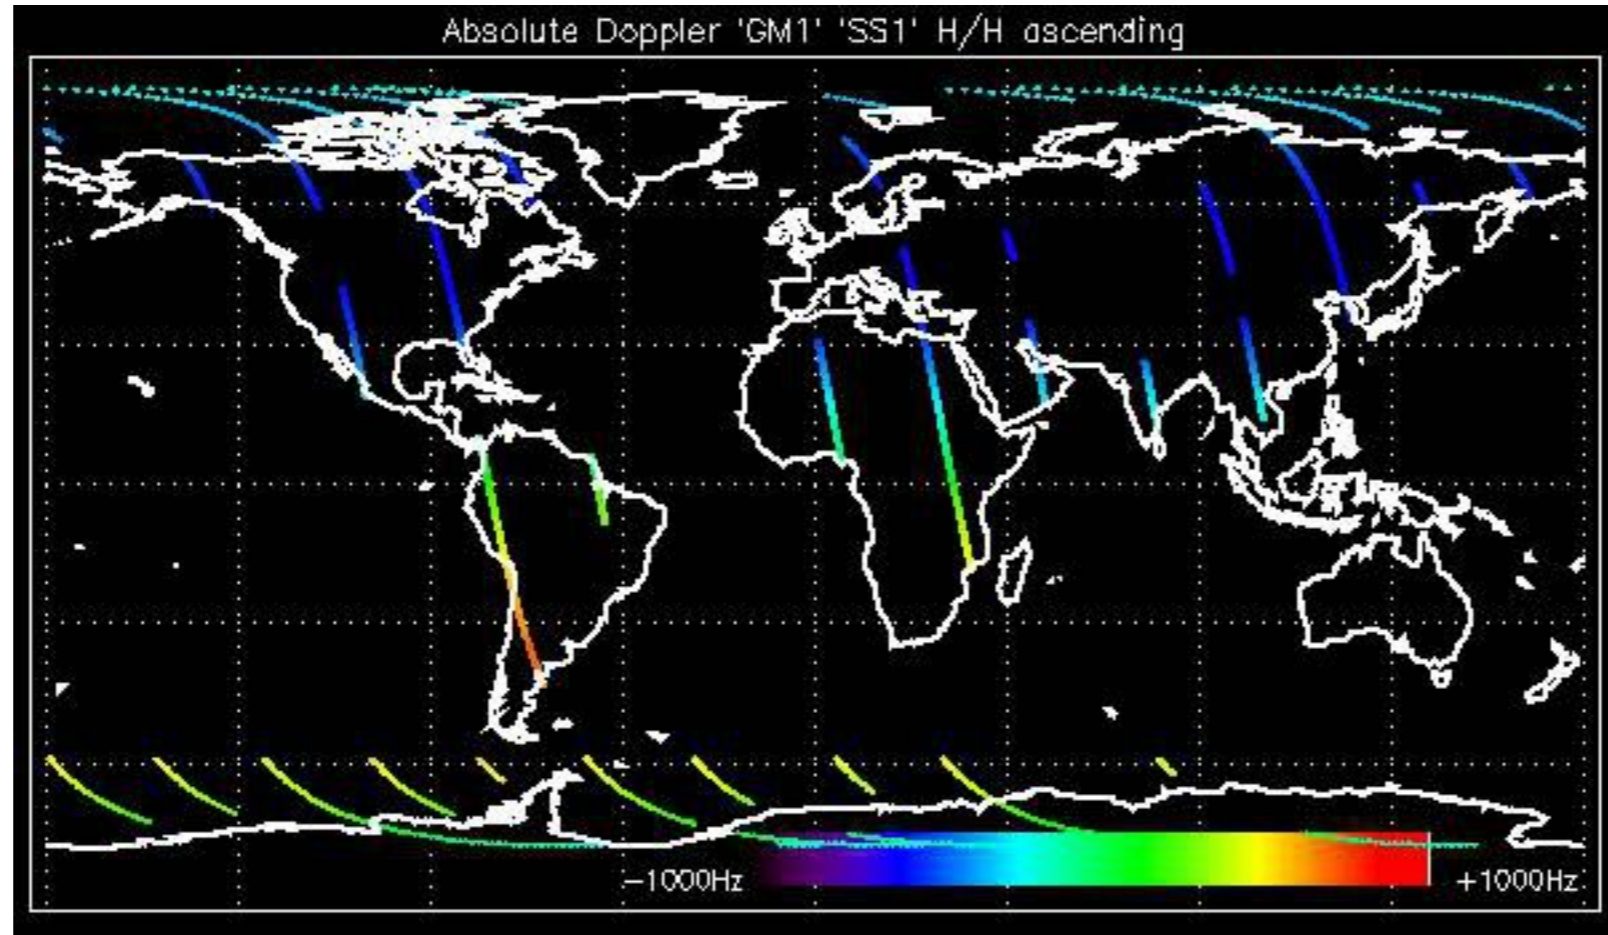 Absolute Doppler 'GM1' 'SS1' H/H ascending
−1000Hz
+1000Hz